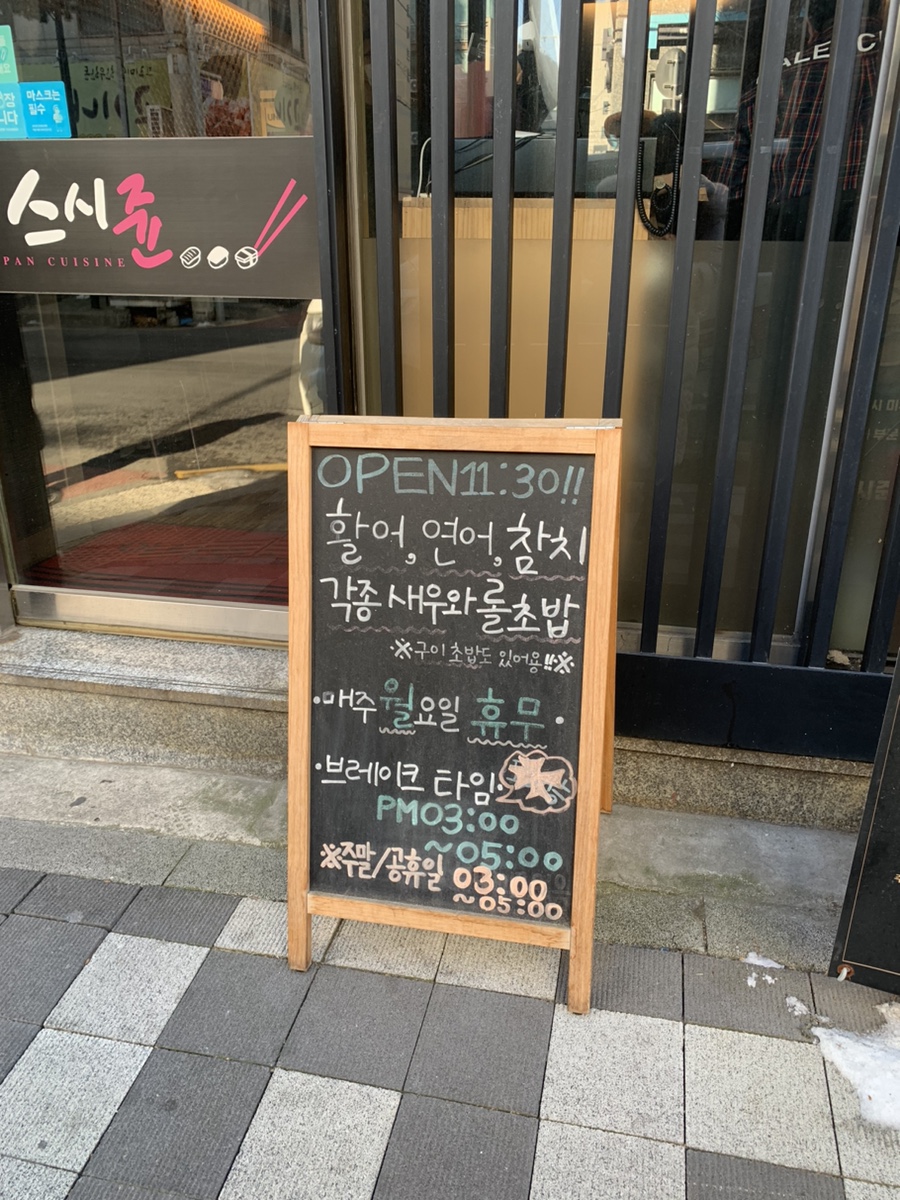 마스크는
필수
스시쥰
PAN CUISINE
OPEN 11:30!!
활어, 연어, 참치
각종 새우와 롤초밥
※구이 초밥도 있어용!!※
•매주 월요일 휴무•
•브레이크 타임•
PM03:00
~05:00
※주말/공휴일 03:00
~05:00